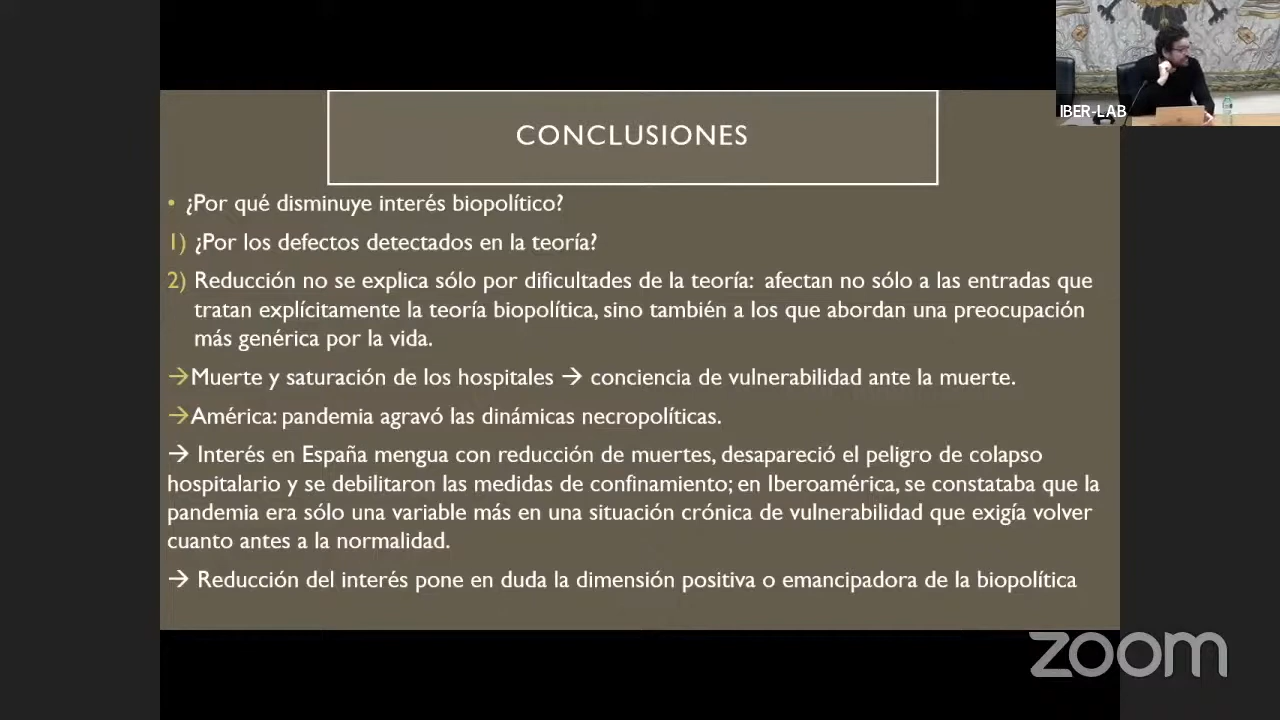 IBER-LAB
CONCLUSIONES
• ¿Por qué disminuye interés biopolítico?
1) ¿Por los defectos detectados en la teoría?
2) Reducción no se explica sólo por dificultades de la teoría: afectan no sólo a las entradas que
tratan explícitamente la teoría biopolítica, sino también a los que abordan una preocupación
más genérica por la vida.
→Muerte y saturación de los hospitales → conciencia de vulnerabilidad ante la muerte.
→América: pandemia agravó las dinámicas necropolíticas.
→ Interés en España mengua con reducción de muertes, desapareció el peligro de colapso
hospitalario y se debilitaron las medidas de confinamiento; en Iberoamérica, se constataba que la
pandemia era sólo una variable más en una situación crónica de vulnerabilidad que exigía volver
cuanto antes a la normalidad.
→ Reducción del interés pone en duda la dimensión positiva o emancipadora de la biopolítica
zoom